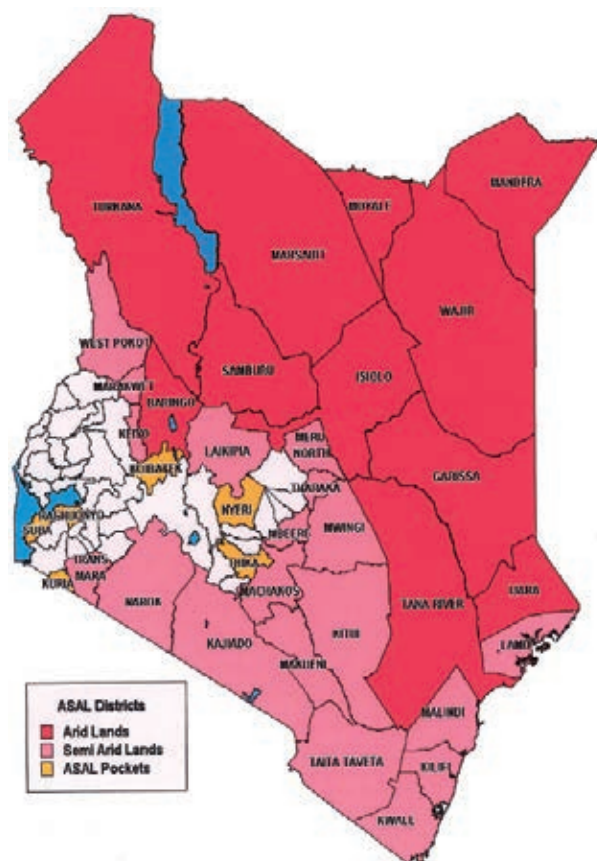 MANDERA
MOYALE
TURKANA
MARSABIT
WAJIR
WEST POKOT
SAMBURU
ISIOLO
MARAKWET
BARINGO
KEIYO
LAIKIPIA
MERU
NORTH
KOIBATEK
GARISSA
THARAKA
NYERI
RACHUONYO
MWINGI
SUBA
MBEERE
TRANS
MARA
THIKA
IJARA
KURIA
MACHAKOS
TANA RIVER
NAROK
KITUI
LAMU
KAJIADO
MAKUENI
MALINDI
TAITA TAVETA
KILIFI
KWALE
ASAL Districts
Arid Lands
Semi Arid Lands
ASAL Pockets